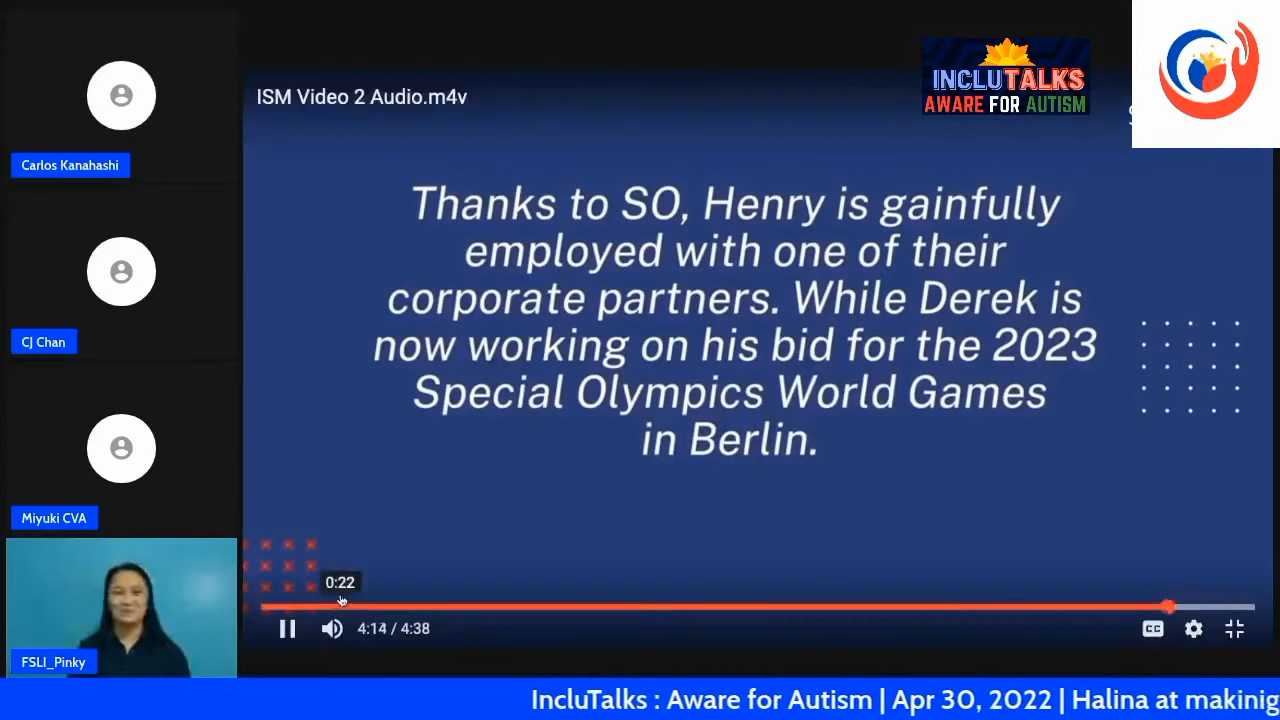 ISM Video 2 Audio.m4v
INCLUTALKS
AWARE FOR AUTISM
Carlos Kanahashi
CJ Chan
Miyuki CVA
FSLI_Pinky
Thanks to SO, Henry is gainfully
employed with one of their
corporate partners. While Derek is
now working on his bid for the 2023
Special Olympics World Games
in Berlin.
0:22
4:14 / 4:38
CC
IncluTalks : Aware for Autism | Apr 30, 2022 | Halina at makinig